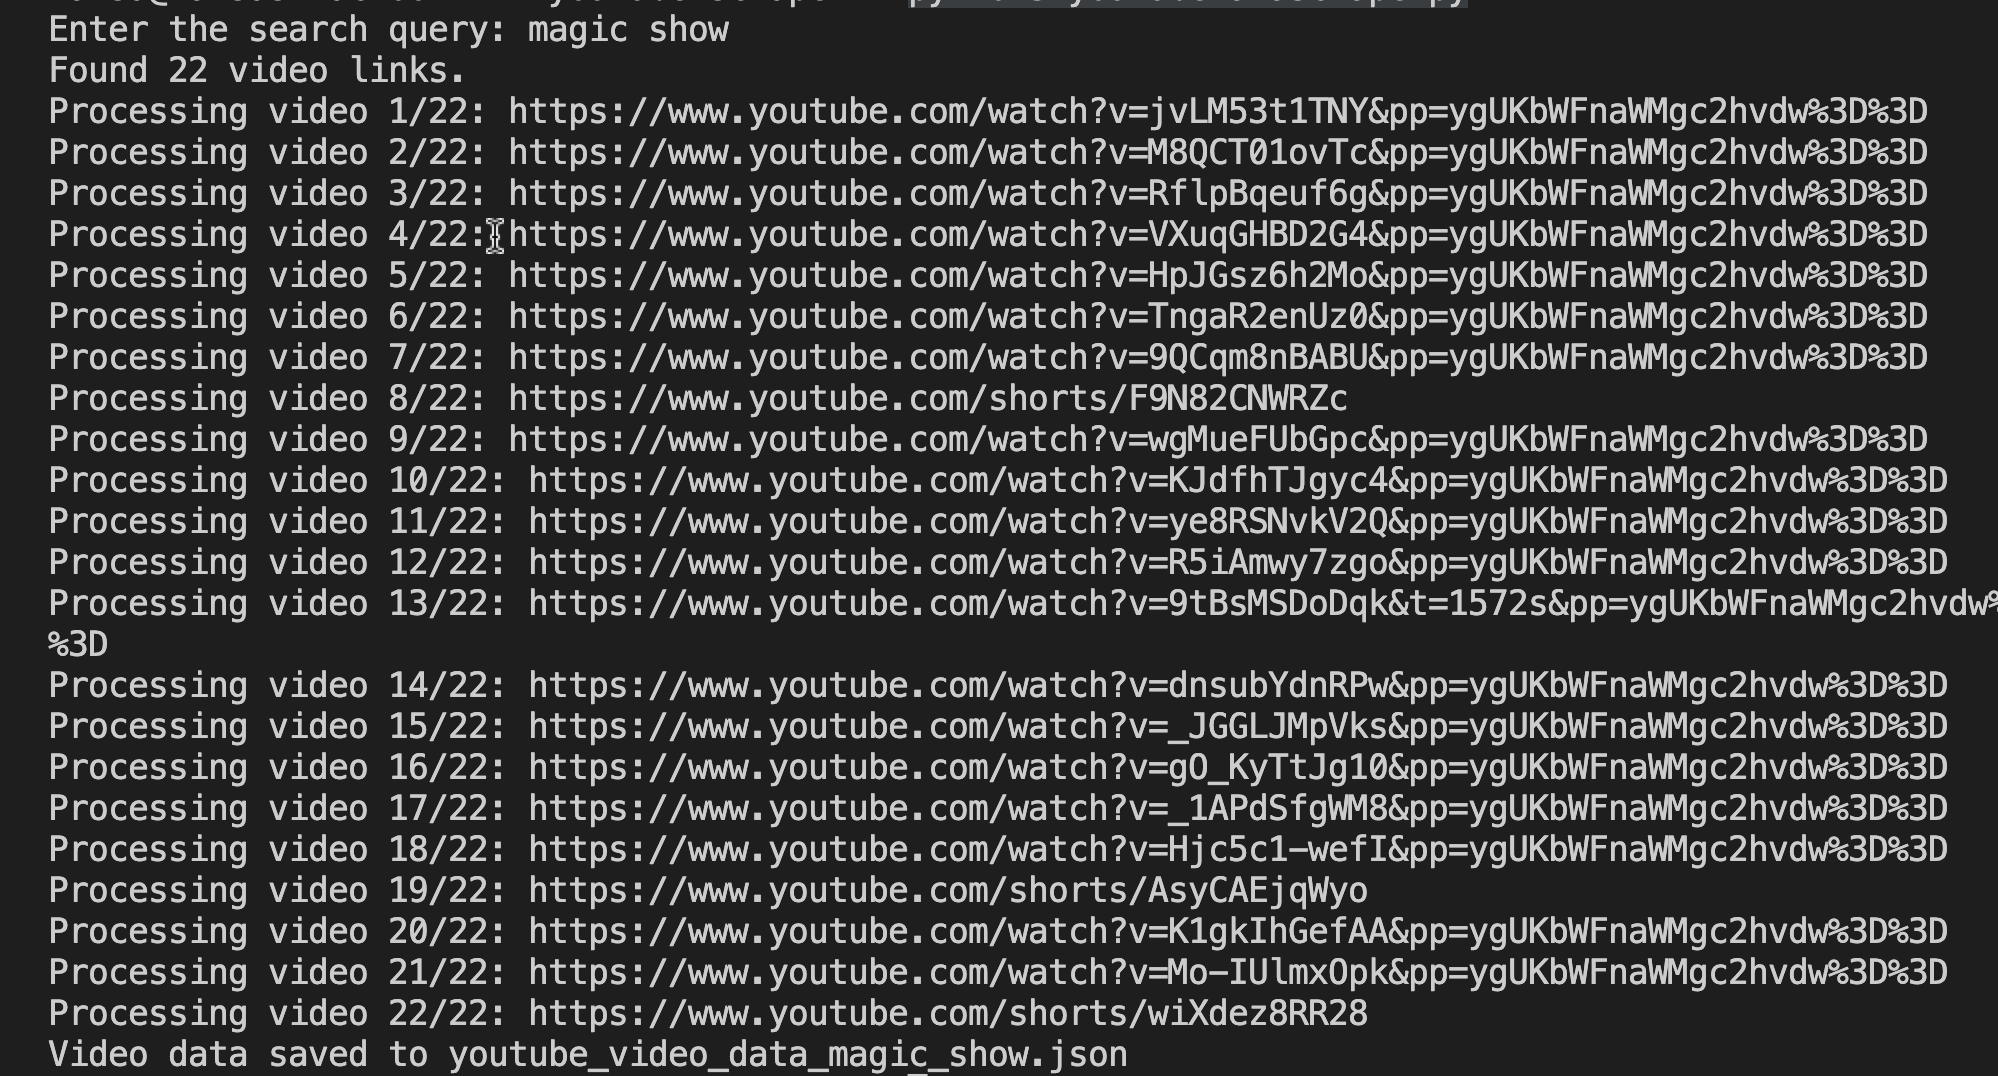 Enter the search query: magic show
Found 22 video links.
Processing video 1/22: https://www.youtube.com/watch?v=jvLM53t1TNY&pp=ygUKbWFnaWMgc2hvdw%3D%3D
Processing video 2/22: https://www.youtube.com/watch?v=M8QCT01ovTc&pp=ygUKbWFnaWMgc2hvdw%3D%3D
Processing video 3/22: https://www.youtube.com/watch?v=RflpBqeuf6g&pp=ygUKbWFnaWMgc2hvdw%3D%3D
Processing video 4/22: https://www.youtube.com/watch?v=VXuqGHBD2G4&pp=ygUKbWFnaWMgc2hvdw%3D%3D
Processing video 5/22: https://www.youtube.com/watch?v=HpJGsz6h2Mo&pp=ygUKbWFnaWMgc2hvdw%3D%3D
Processing video 6/22: https://www.youtube.com/watch?v=TngaR2enUz0&pp=ygUKbWFnaWMgc2hvdw%3D%3D
Processing video 7/22: https://www.youtube.com/watch?v=9QCqm8nBABU&pp=ygUKbWFnaWMgc2hvdw%3D%3D
Processing video 8/22: https://www.youtube.com/shorts/F9N82CNWRZc
Processing video 9/22: https://www.youtube.com/watch?v=wgMueFUbGpc&pp=ygUKbWFnaWMgc2hvdw%3D%3D
Processing video 10/22: https://www.youtube.com/watch?v=KJdfhTJgyc4&pp=ygUKbWFnaWMgc2hvdw%3D%3D
Processing video 11/22: https://www.youtube.com/watch?v=ye8RSNvkV2Q&pp=ygUKbWFnaWMgc2hvdw%3D%3D
Processing video 12/22: https://www.youtube.com/watch?v=R5iAmwy7zgo&pp=ygUKbWFnaWMgc2hvdw%3D%3D
Processing video 13/22: https://www.youtube.com/watch?v=9tBsMSDoDqk&t=1572s&pp=ygUKbWFnaWMgc2hvdw%
%3D
Processing video 14/22: https://www.youtube.com/watch?v=dnsubYdnRPw&pp=ygUKbWFnaWMgc2hvdw%3D%3D
Processing video 15/22: https://www.youtube.com/watch?v=_JGGLJMpVks&pp=ygUKbWFnaWMgc2hvdw%3D%3D
Processing video 16/22: https://www.youtube.com/watch?v=gO_KyTtJg10&pp=ygUKbWFnaWMgc2hvdw%3D%3D
Processing video 17/22: https://www.youtube.com/watch?v=_1APdSfgWM8&pp=ygUKbWFnaWMgc2hvdw%3D%3D
Processing video 18/22: https://www.youtube.com/watch?v=Hjc5c1-wefI&pp=ygUKbWFnaWMgc2hvdw%3D%3D
Processing video 19/22: https://www.youtube.com/shorts/AsyCAEjqWyo
Processing video 20/22: https://www.youtube.com/watch?v=K1gkIhGefAA&pp=ygUKbWFnaWMgc2hvdw%3D%3D
Processing video 21/22: https://www.youtube.com/watch?v=Mo-IUlmxOpk&pp=ygUKbWFnaWMgc2hvdw%3D%3D
Processing video 22/22: https://www.youtube.com/shorts/wiXdez8RR28
Video data saved to youtube_video_data_magic_show.json